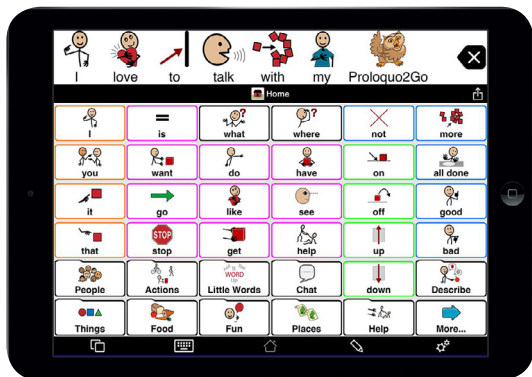 I love to talk with my Proloquo2Go
Home
I is what where not more
you want do have on all done
it go like see off good
that STOP stop get help up bad
People Actions WORD Little Words Chat down Describe
Things Food Fun Places Help More...